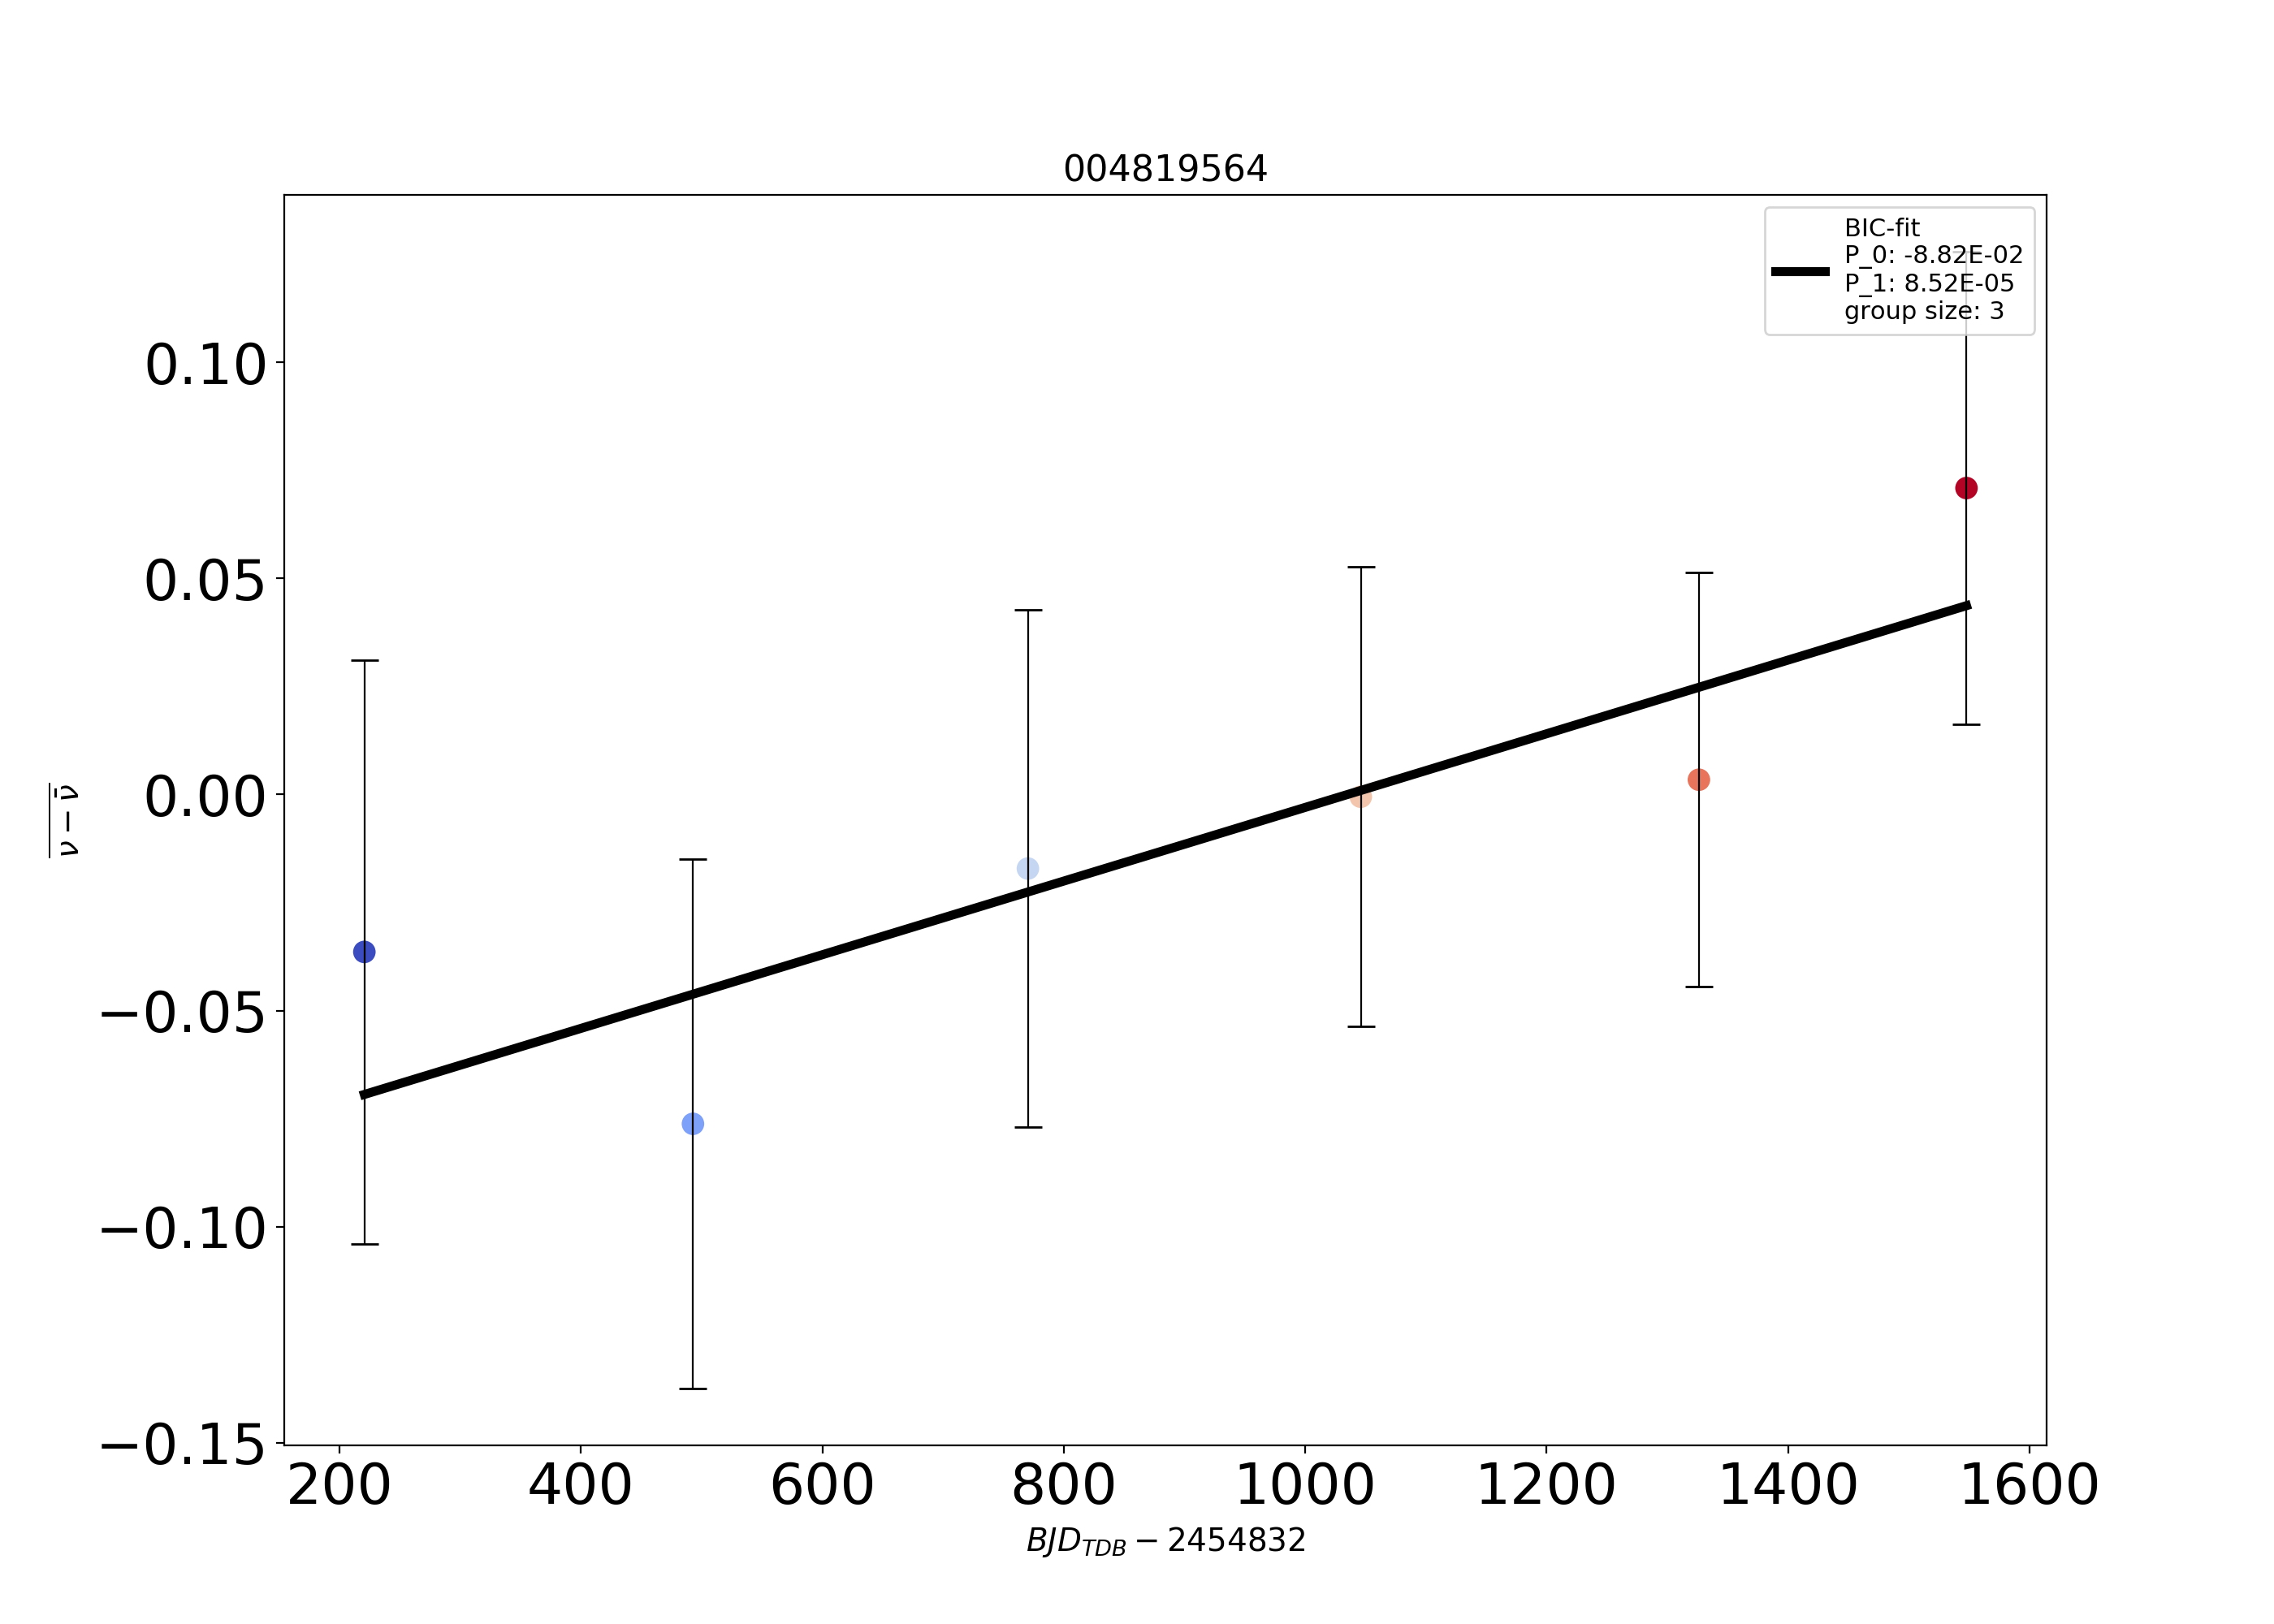 004819564
BIC-fit
P_0: -8.82E-02
P_1: 8.52E-05
group size: 3
0.10
0.05
0.00
−0.05
−0.10
−0.15
ν − ν̄
200 400 600 800 1000 1200 1400 1600
BJD_TDB − 2454832